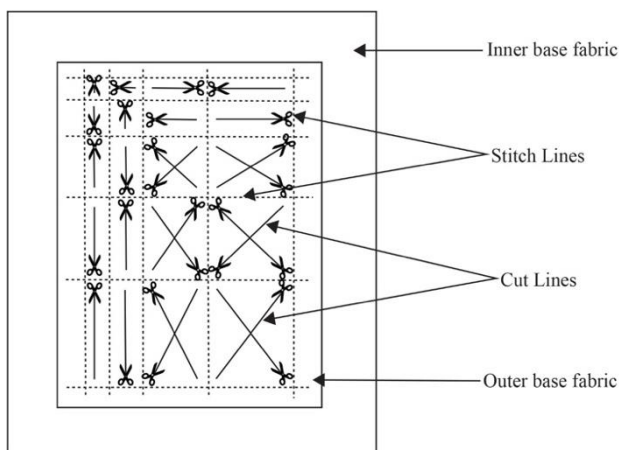 Inner base fabric
Stitch Lines
Cut Lines
Outer base fabric